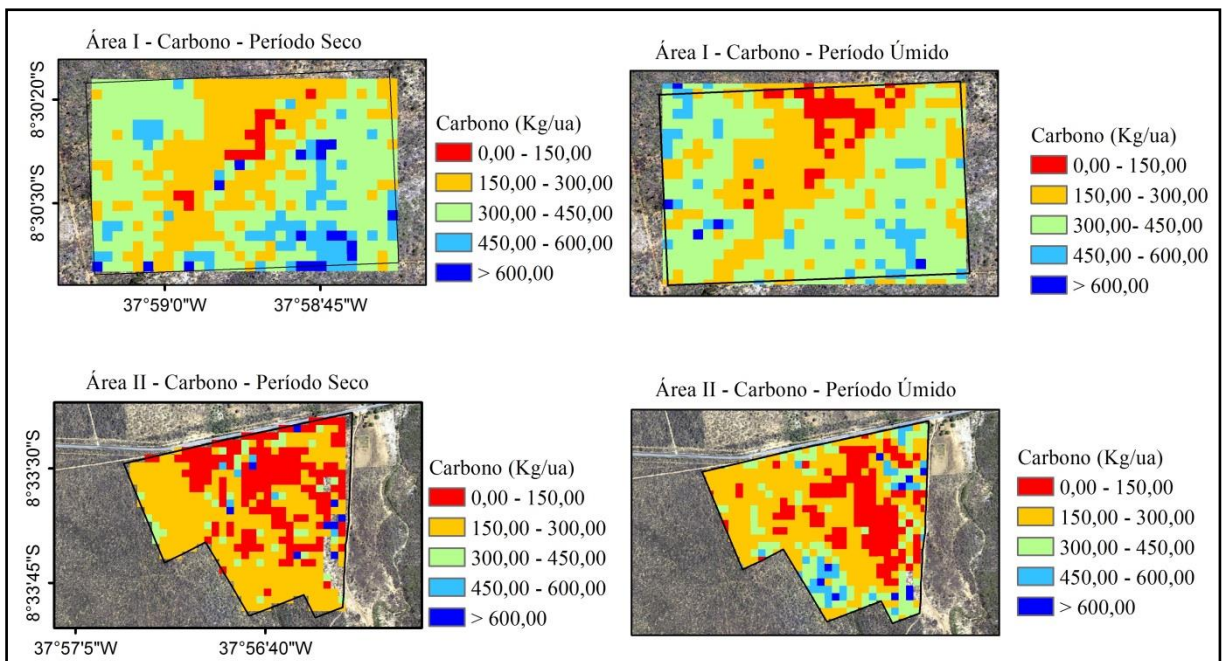 Área I - Carbono - Período Seco
8°30'20"S
8°30'30"S
37°59'0"W
37°58'45"W
Carbono (Kg/ua)
0,00 - 150,00
150,00 - 300,00
300,00 - 450,00
450,00 - 600,00
> 600,00
Área I - Carbono - Período Úmido
Carbono (Kg/ua)
0,00 - 150,00
150,00 - 300,00
300,00- 450,00
450,00 - 600,00
> 600,00
Área II - Carbono - Período Seco
8°33'30"S
8°33'45"S
37°57'5"W
37°56'40"W
Carbono (Kg/ua)
0,00 - 150,00
150,00 - 300,00
300,00 - 450,00
450,00 - 600,00
> 600,00
Área II - Carbono - Período Úmido
Carbono (Kg/ua)
0,00 - 150,00
150,00 - 300,00
300,00 - 450,00
450,00 - 600,00
> 600,00